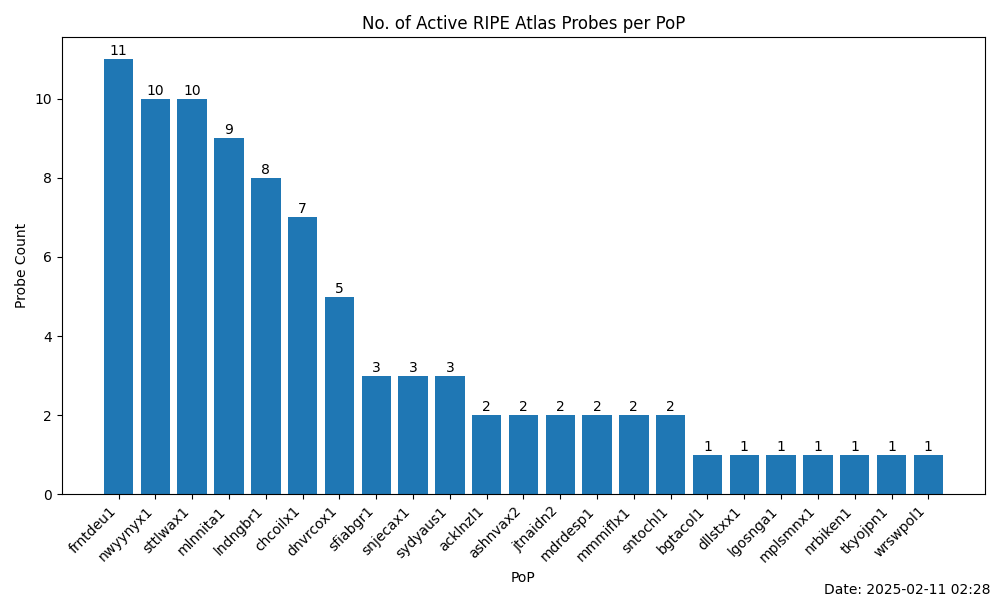 No. of Active RIPE Atlas Probes per PoP
Probe Count
10
8
6
4
2
0
11
10
10
9
8
7
5
3
3
3
2
2
2
2
2
2
1
1
1
1
1
1
1
frntdeu1
nwyynyx1
sttlwax1
mlnnita1
lndngbr1
chcoilx1
dnvrcox1
sfiabgr1
snjecax1
sydyaus1
acklnzl1
ashnvax2
jtnaidn2
mdrdesp1
mmmiflx1
sntochl1
bgtacol1
dllstxx1
lgosnga1
mplsmnx1
nrbiken1
tkyojpn1
wrswpol1
PoP
Date: 2025-02-11 02:28